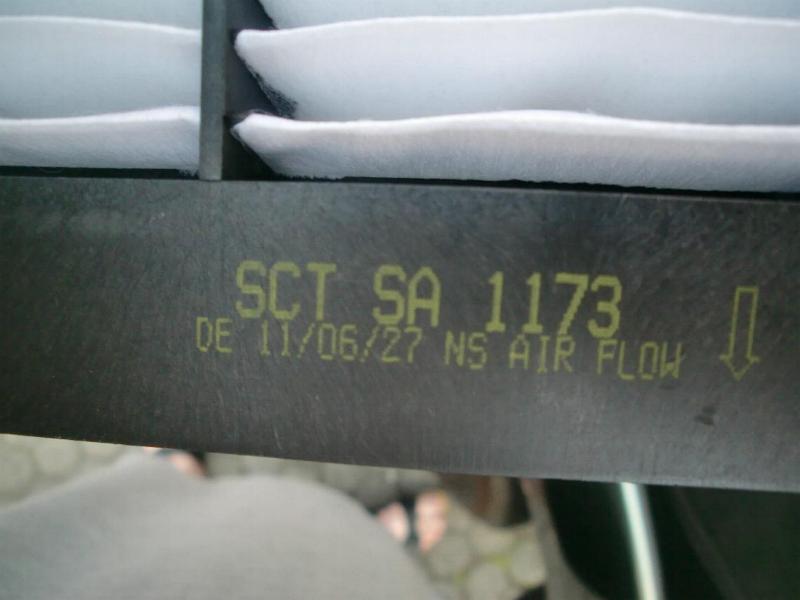 SCT SA 1173
DE 11/06/27 NS AIR FLOW